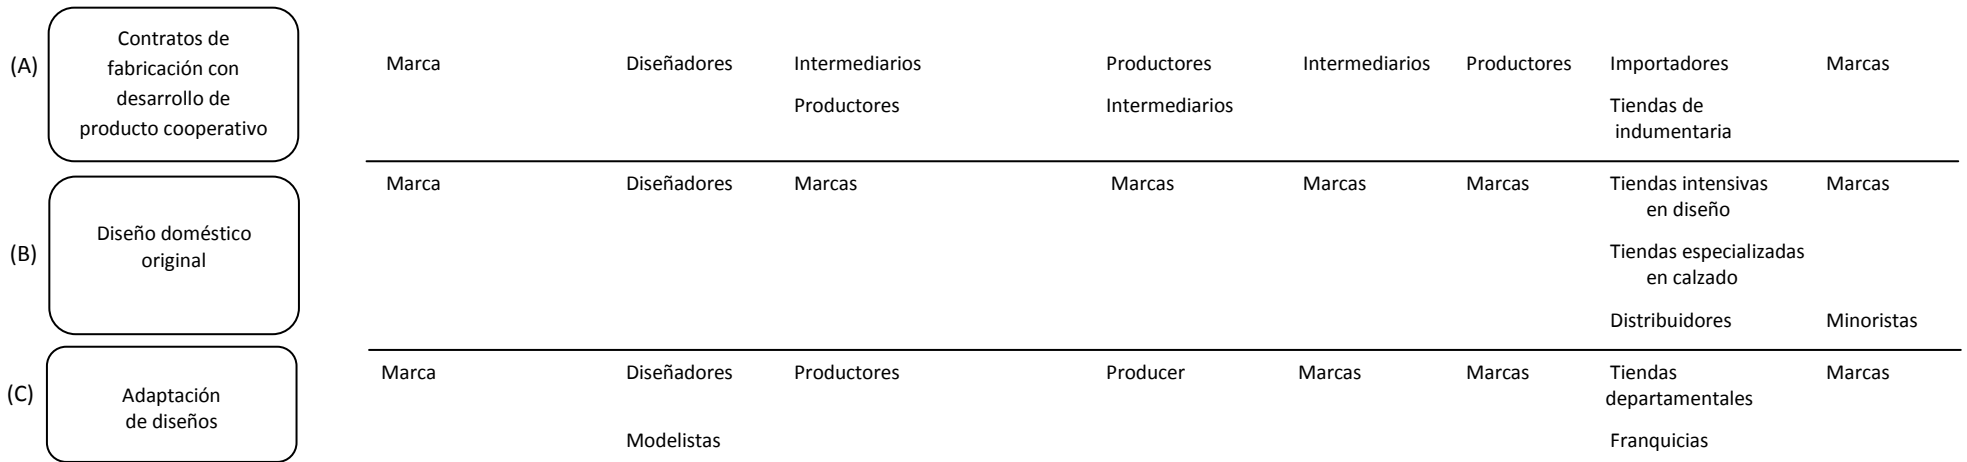 (A)
Contratos de
fabricación con
desarrollo de
producto cooperativo
Marca Diseñadores Intermediarios Productores Intermediarios Productores Importadores Marcas
Productores Intermediarios Tiendas de
indumentaria
(B)
Diseño doméstico
original
Marca Diseñadores Marcas Marcas Marcas Marcas Tiendas intensivas Marcas
en diseño
Tiendas especializadas
en calzado
Distribuidores Minoristas
(C)
Adaptación
de diseños
Marca Diseñadores Productores Producer Marcas Marcas Tiendas Marcas
departamentales
Modelistas Franquicias